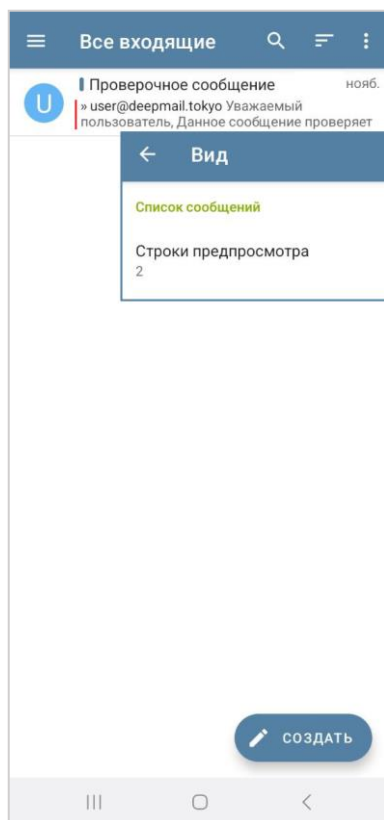 Все входящие
Проверочное сообщение
нояб.
U
» user@deepmail.tokyo Уважаемый
пользователь, Данное сообщение проверяет
Вид
Список сообщений
Строки предпросмотра
2
СОЗДАТЬ